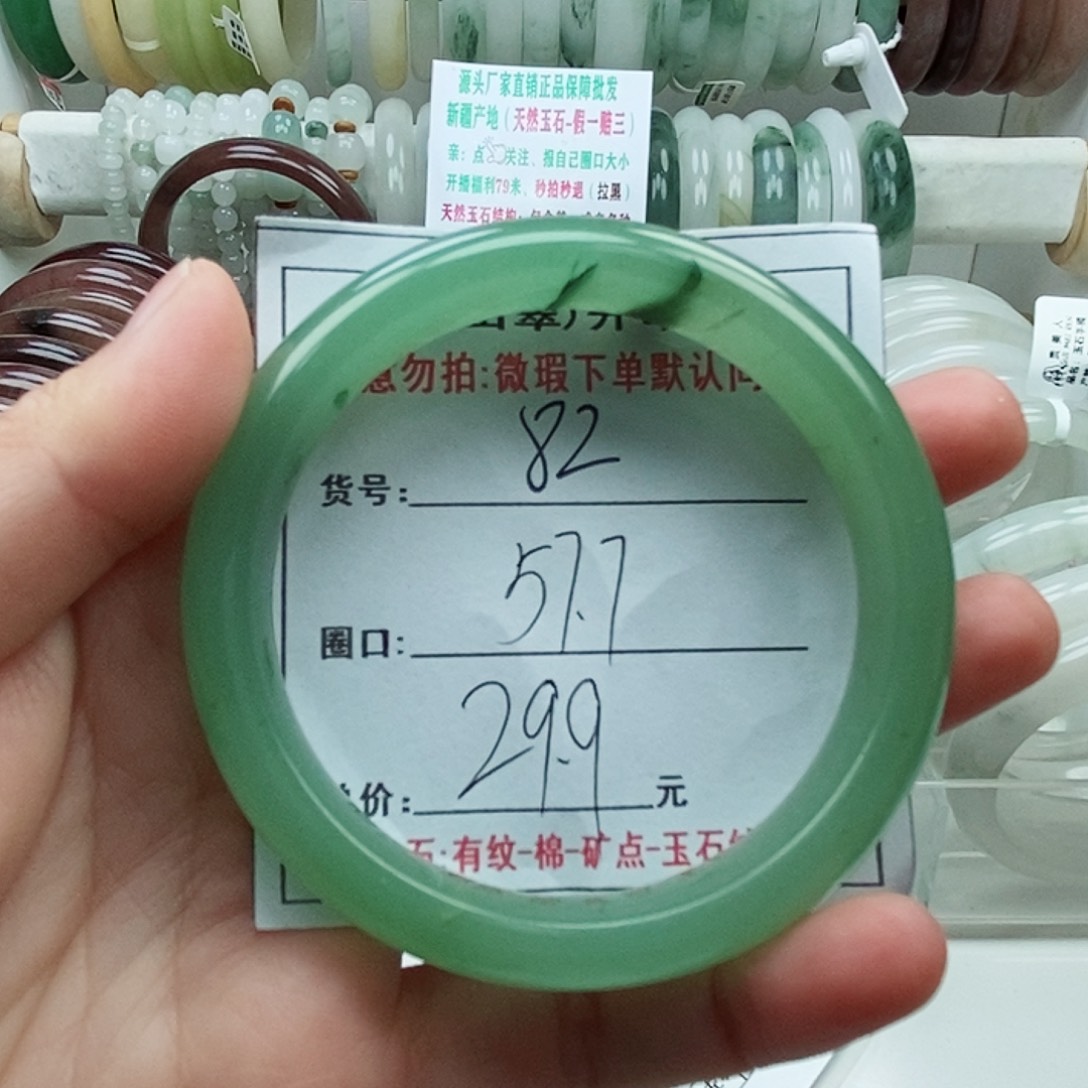 源头厂家直销正品保障批发
新疆产地(天然玉石-假一赔三)
亲:点关注、报自己圈口大小
开播福利79米、秒拍秒退(拉黑)
天然玉石结构:
翠)
勿拍:微瑕下单默认同
货号: 82
圈口: 57.7
价: 29.9 元
石:有纹-棉-矿点-玉石